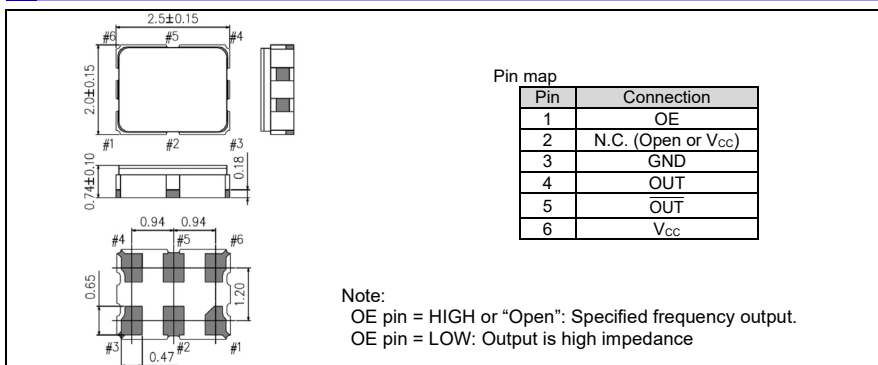 2.5±0.15
#6 #5 #4
2.0±0.15
#1 #2 #3
0.74±0.10
0.18
0.94 0.94
#4 #5 #6
0.65
1.20
#3 #2 #1
0.47
Pin map
Pin Connection
1 OE
2 N.C. (Open or VCC)
3 GND
4 OUT
5 O̅U̅T̅
6 VCC
Note:
OE pin = HIGH or “Open”: Specified frequency output.
OE pin = LOW: Output is high impedance